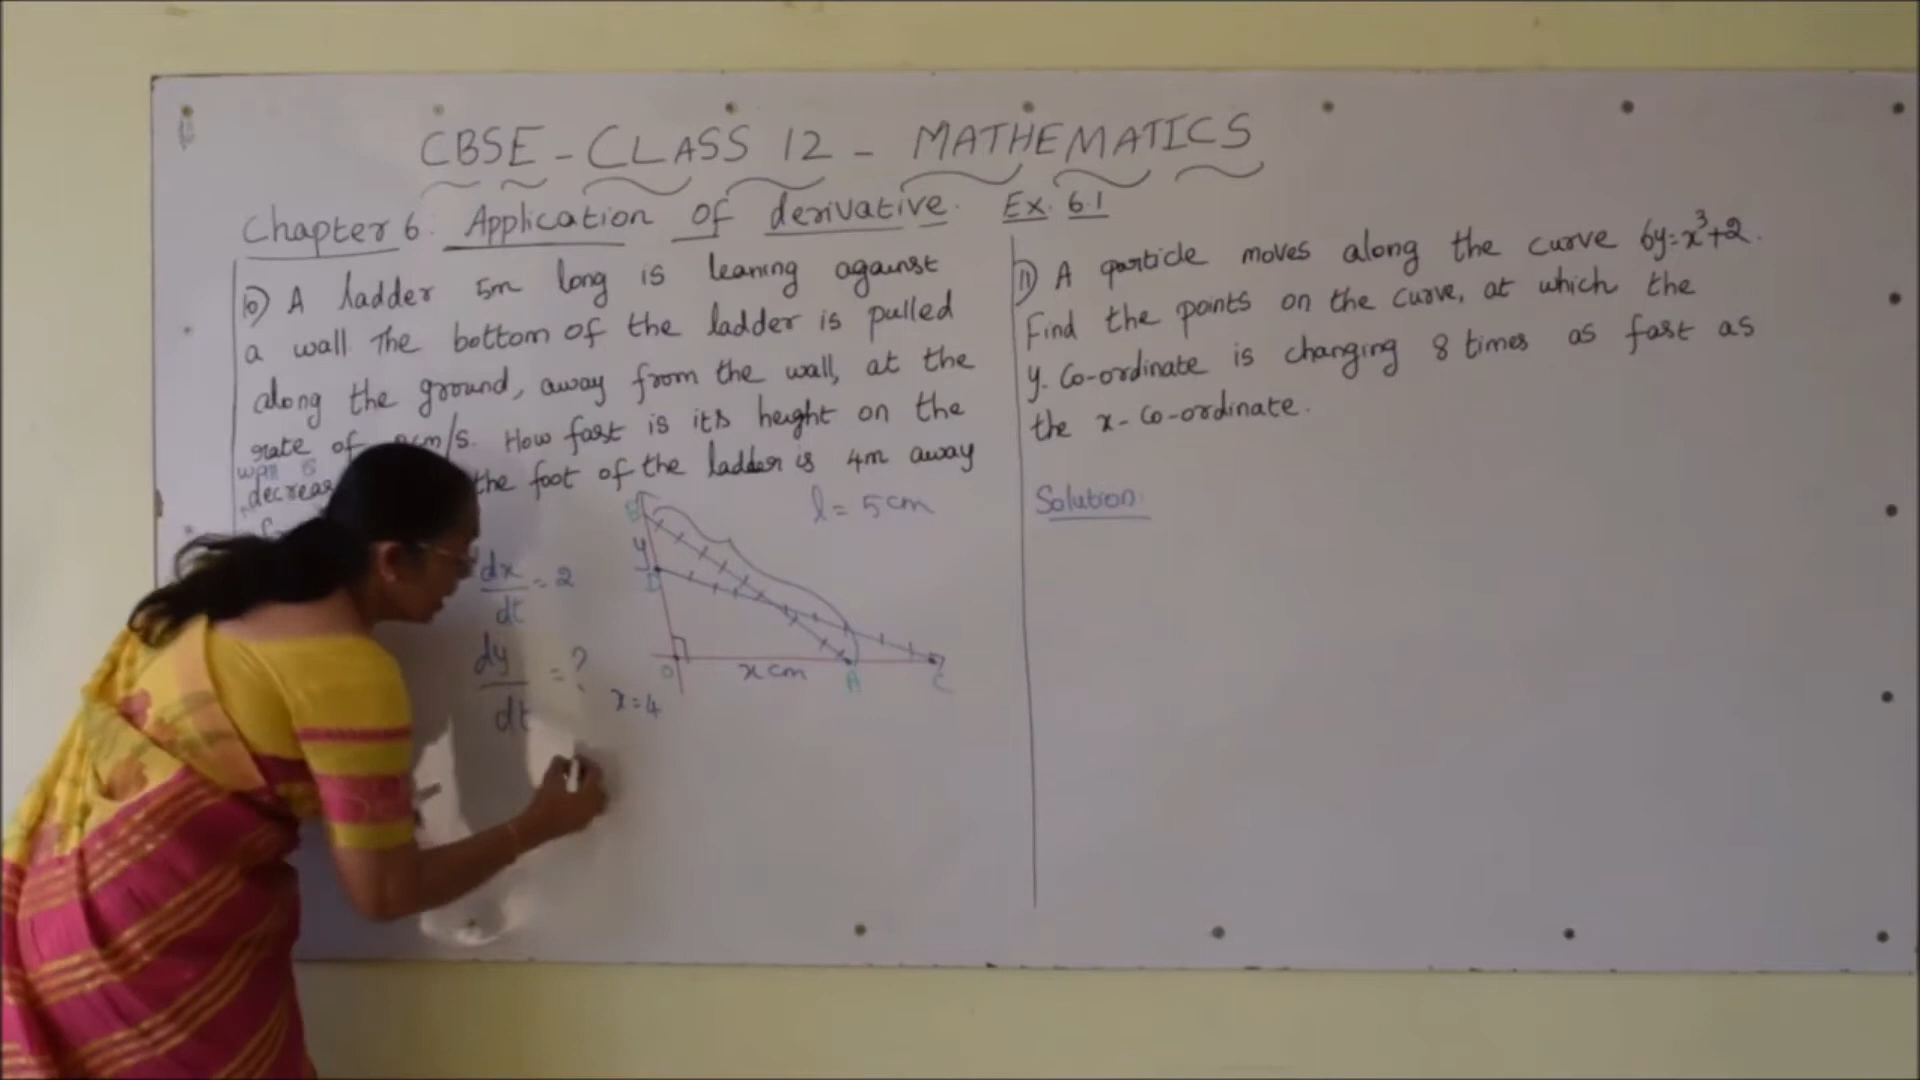 CBSE - CLASS 12 - MATHEMATICS
Chapter 6. Application of derivative. Ex. 6.1
10) A ladder 5m long is leaning against
a wall. The bottom of the ladder is pulled
along the ground, away from the wall, at the
rate of 2cm/s. How fast is its height on the
wall is
decreas the foot of the ladder is 4m away
dx/dt = 2
dy/dt = ?
x=4
l = 5cm
B
y
D
O
x cm
A
C
11) A particle moves along the curve 6y=x³+2.
Find the points on the curve, at which the
y. Co-ordinate is changing 8 times as fast as
the x-Co-ordinate.
Solution